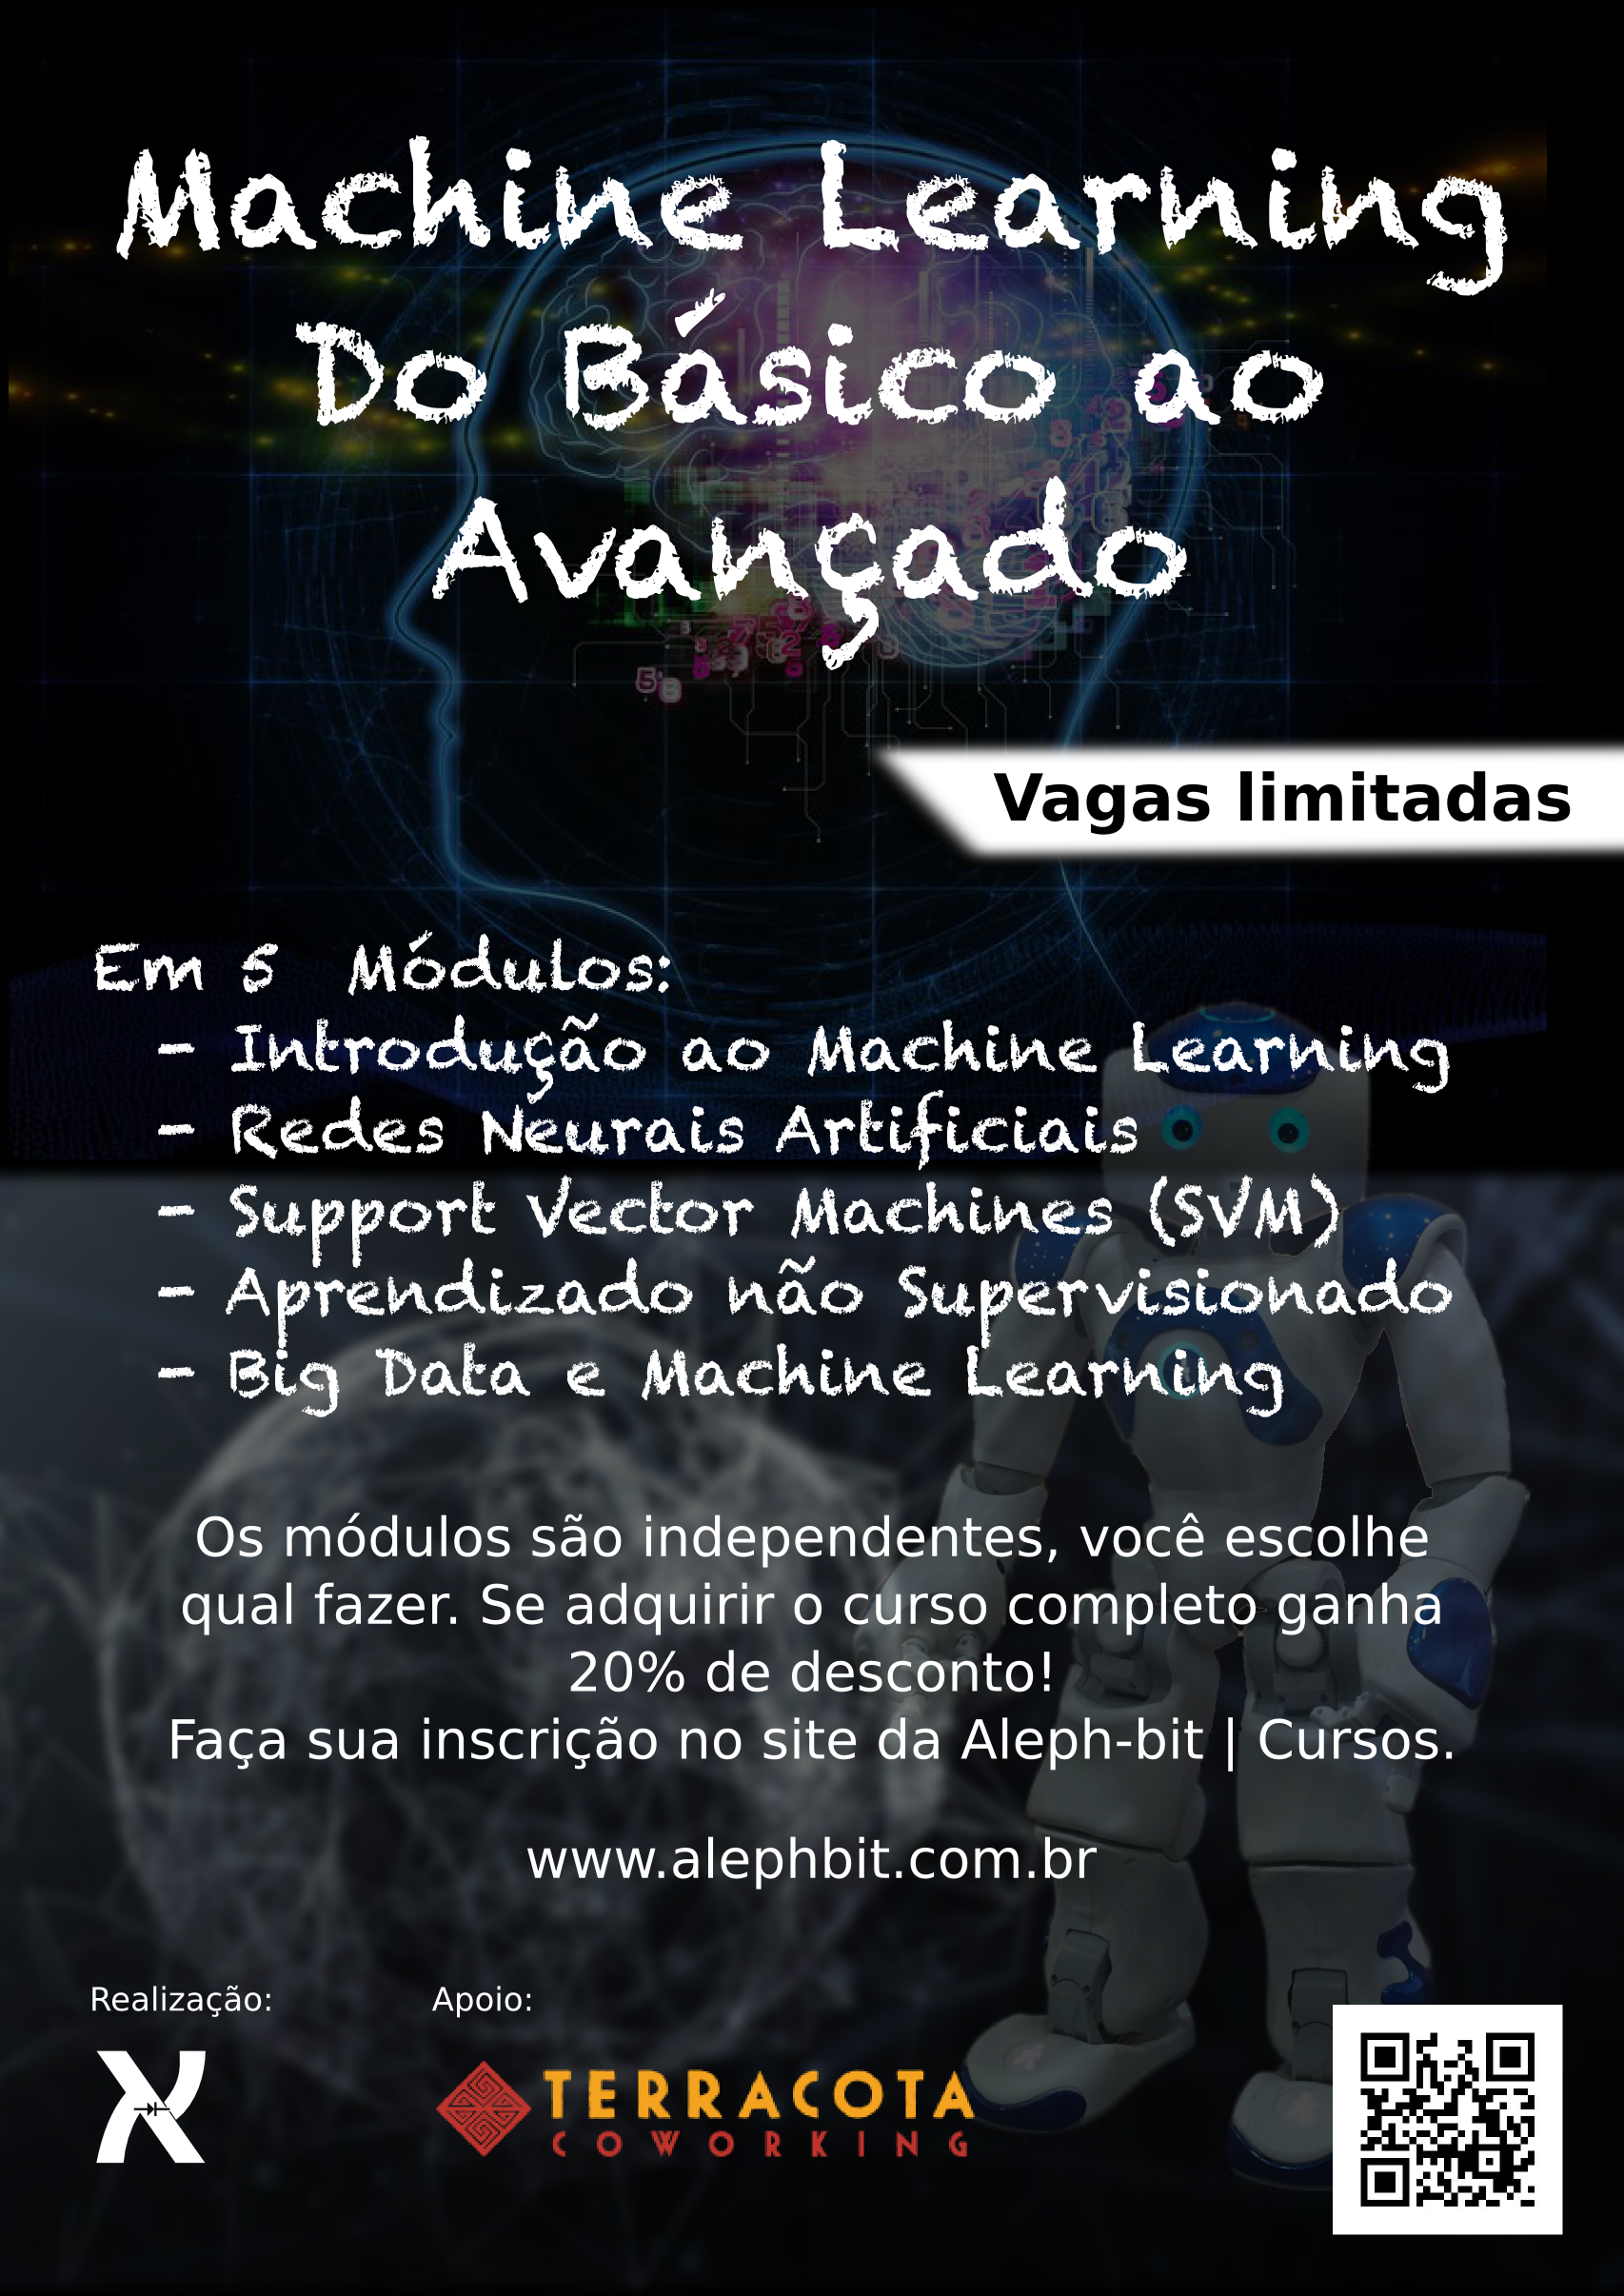 Machine Learning
Do Básico ao
Avançado
Vagas limitadas
Em 5 Módulos:
- Introdução ao Machine Learning
- Redes Neurais Artificiais
- Support Vector Machines (SVM)
- Aprendizado não Supervisionado
- Big Data e Machine Learning
Os módulos são independentes, você escolhe
qual fazer. Se adquirir o curso completo ganha
20% de desconto!
Faça sua inscrição no site da Aleph-bit | Cursos.
www.alephbit.com.br
Realização:
Apoio:
TERRACOTA
COWORKING